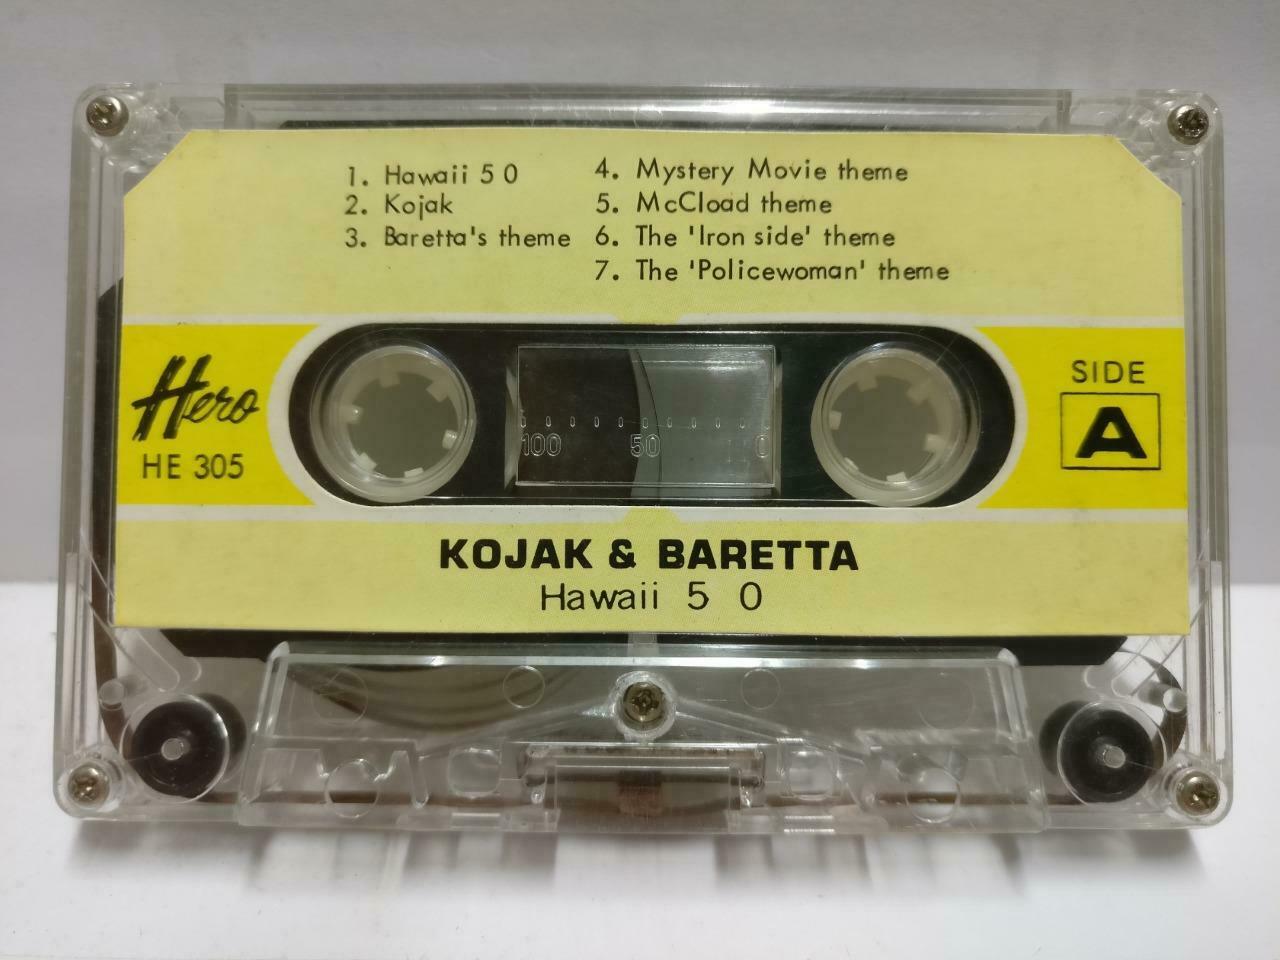 1. Hawaii 5 0
2. Kojak
3. Baretta's theme
4. Mystery Movie theme
5. McCload theme
6. The 'Iron side' theme
7. The 'Policewoman' theme
Hero
HE 305
100 50 0
SIDE
A
KOJAK & BARETTA
Hawaii 5 0